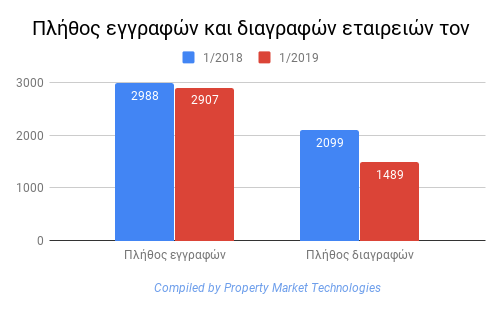 Πλήθος εγγραφών και διαγραφών εταιρειών τον
1/2018 1/2019
3000
2988 2907
2000
2099
1489
1000
0
Πλήθος εγγραφών Πλήθος διαγραφών
Compiled by Property Market Technologies